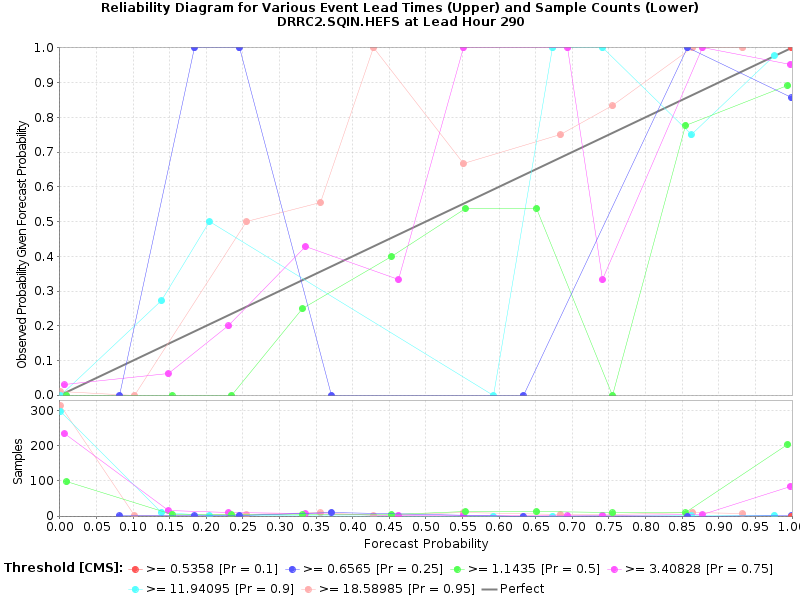 Reliability Diagram for Various Event Lead Times (Upper) and Sample Counts (Lower)
DRRC2.SQIN.HEFS at Lead Hour 290
Observed Probability Given Forecast Probability
1.0
0.9
0.8
0.7
0.6
0.5
0.4
0.3
0.2
0.1
0.0
Samples
300
200
100
0
0.00 0.05 0.10 0.15 0.20 0.25 0.30 0.35 0.40 0.45 0.50 0.55 0.60 0.65 0.70 0.75 0.80 0.85 0.90 0.95 1.0
Forecast Probability
Threshold [CMS]: >= 0.5358 [Pr = 0.1] >= 0.6565 [Pr = 0.25] >= 1.1435 [Pr = 0.5] >= 3.40828 [Pr = 0.75]
>= 11.94095 [Pr = 0.9] >= 18.58985 [Pr = 0.95] Perfect